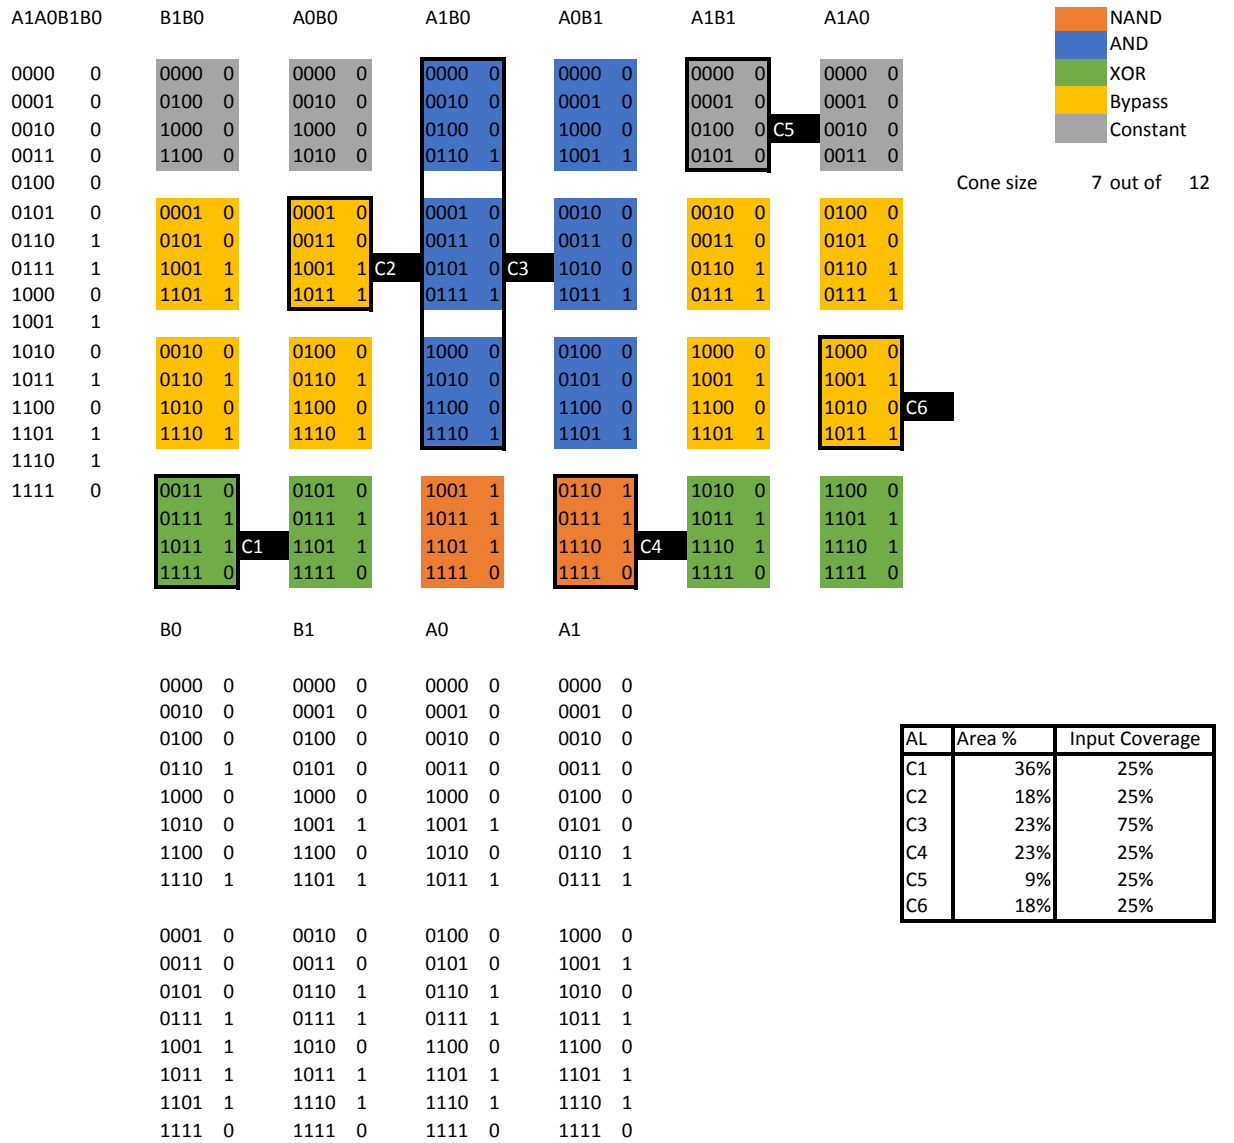 A1A0B1B0 B1B0 A0B0 A1B0 A0B1 A1B1 A1A0 NAND
AND
0000 0 0000 0 0000 0 0000 0 0000 0 0000 0 0000 0 XOR
0001 0 0100 0 0010 0 0010 0 0001 0 0001 0 0001 0 Bypass
0010 0 1000 0 1000 0 0100 0 1000 0 0100 0 C5 0010 0 Constant
0011 0 1100 0 1010 0 0110 1 1001 1 0101 0 0011 0
0100 0 Cone size 7 out of 12
0101 0 0001 0 0001 0 0001 0 0010 0 0010 0 0100 0
0110 1 0101 0 0011 0 0011 0 0011 0 0011 0 0101 0
0111 1 1001 1 1001 1 C2 0101 0 C3 1010 0 0110 1 0110 1
1000 0 1101 1 1011 1 0111 1 1011 1 0111 1 0111 1
1001 1
1010 0 0010 0 0100 0 1000 0 0100 0 1000 0 1000 0
1011 1 0110 1 0110 1 1010 0 0101 0 1001 1 1001 1
1100 0 1010 0 1100 0 1100 0 1100 0 1100 0 1010 0 C6
1101 1 1110 1 1110 1 1110 1 1101 1 1101 1 1011 1
1110 1
1111 0 0011 0 0101 0 1001 1 0110 1 1010 0 1100 0
0111 1 0111 1 1011 1 0111 1 1011 1 1101 1
1011 1 C1 1101 1 1101 1 1110 1 C4 1110 1 1110 1
1111 0 1111 0 1111 0 1111 0 1111 0 1111 0
B0 B1 A0 A1
0000 0 0000 0 0000 0 0000 0
0010 0 0001 0 0001 0 0001 0
0100 0 0100 0 0010 0 0010 0
0110 1 0101 0 0011 0 0011 0
1000 0 1000 0 1000 0 0100 0
1010 0 1001 1 1001 1 0101 0
1100 0 1100 0 1010 0 0110 1
1110 1 1101 1 1011 1 0111 1
0001 0 0010 0 0100 0 1000 0
0011 0 0011 0 0101 0 1001 1
0101 0 0110 1 0110 1 1010 0
0111 1 0111 1 0111 1 1011 1
1001 1 1010 0 1100 0 1100 0
1011 1 1011 1 1101 1 1101 1
1101 1 1110 1 1110 1 1110 1
1111 0 1111 0 1111 0 1111 0
AL Area % Input Coverage
C1 36% 25%
C2 18% 25%
C3 23% 75%
C4 23% 25%
C5 9% 25%
C6 18% 25%